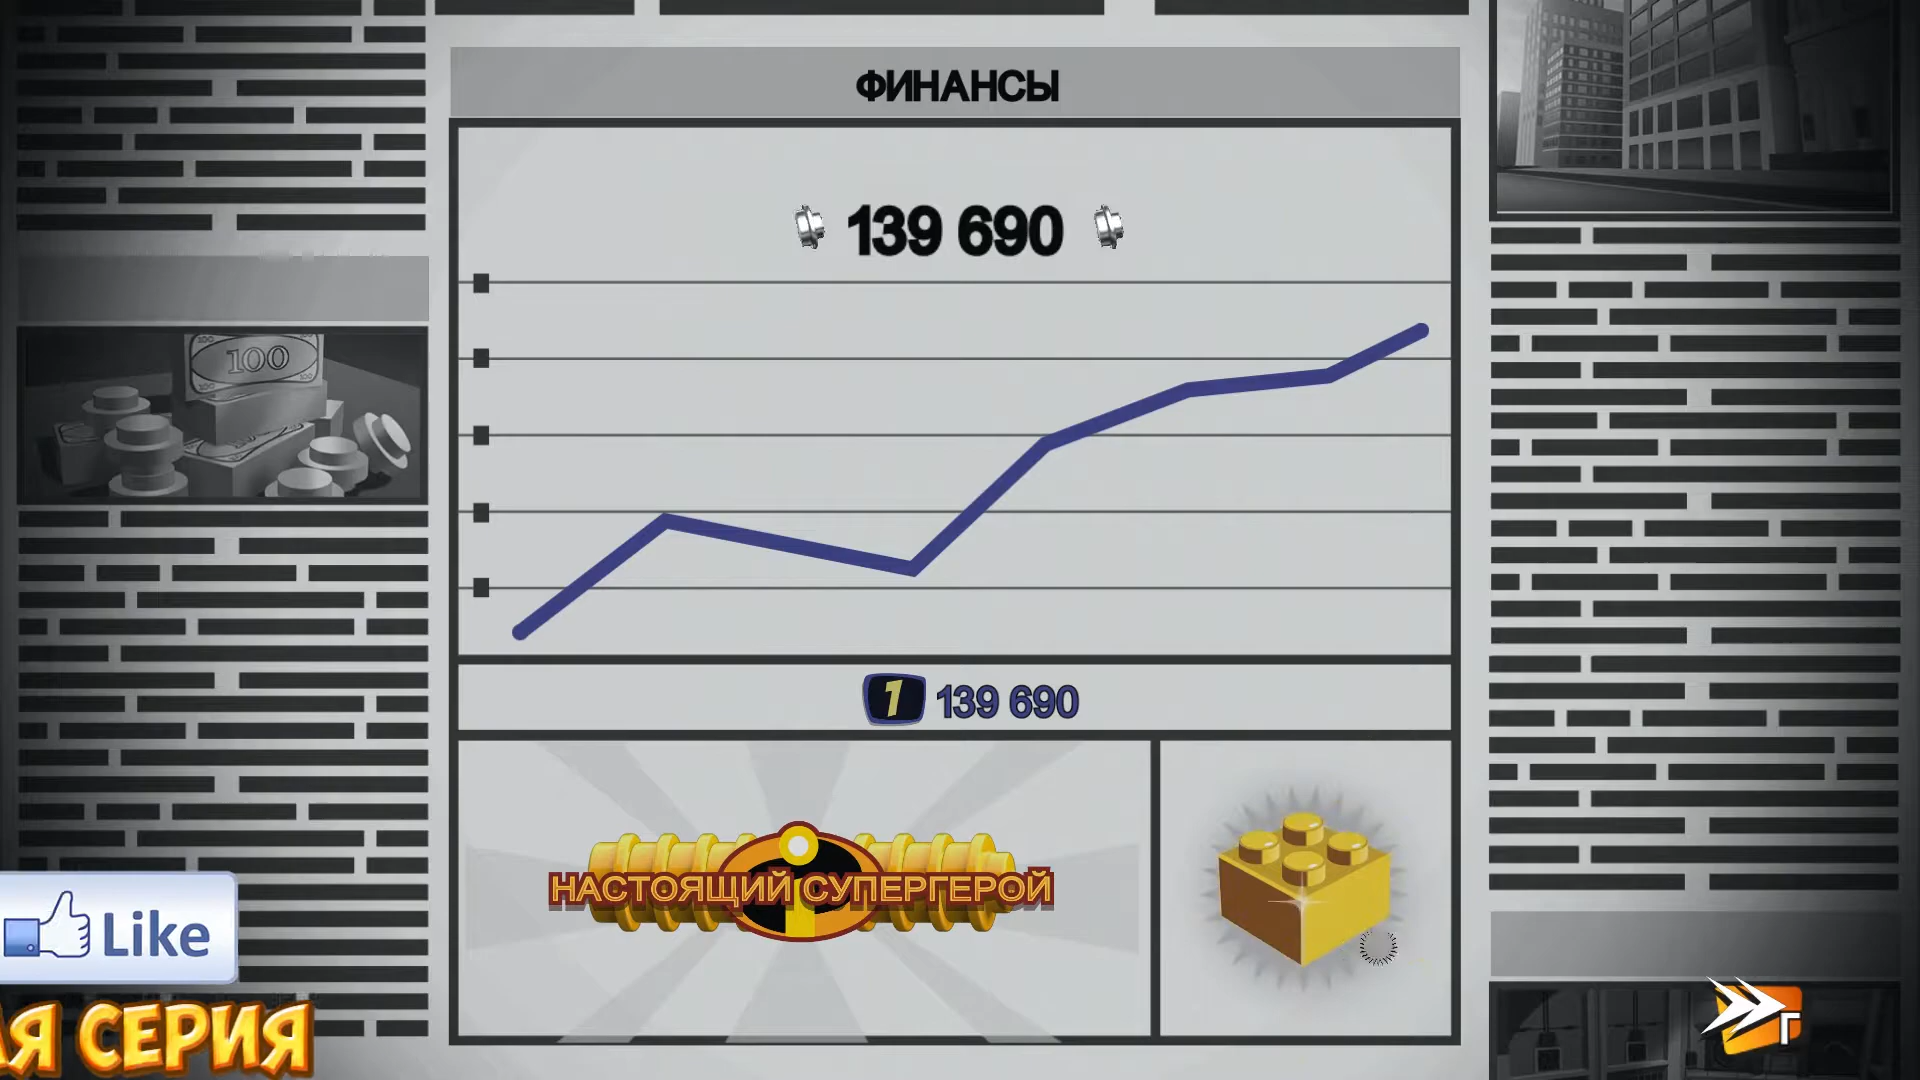 ФИНАНСЫ
139 690
100
1 139 690
НАСТОЯЩИЙ СУПЕРГЕРОЙ
Like
СЕРИЯ
Г